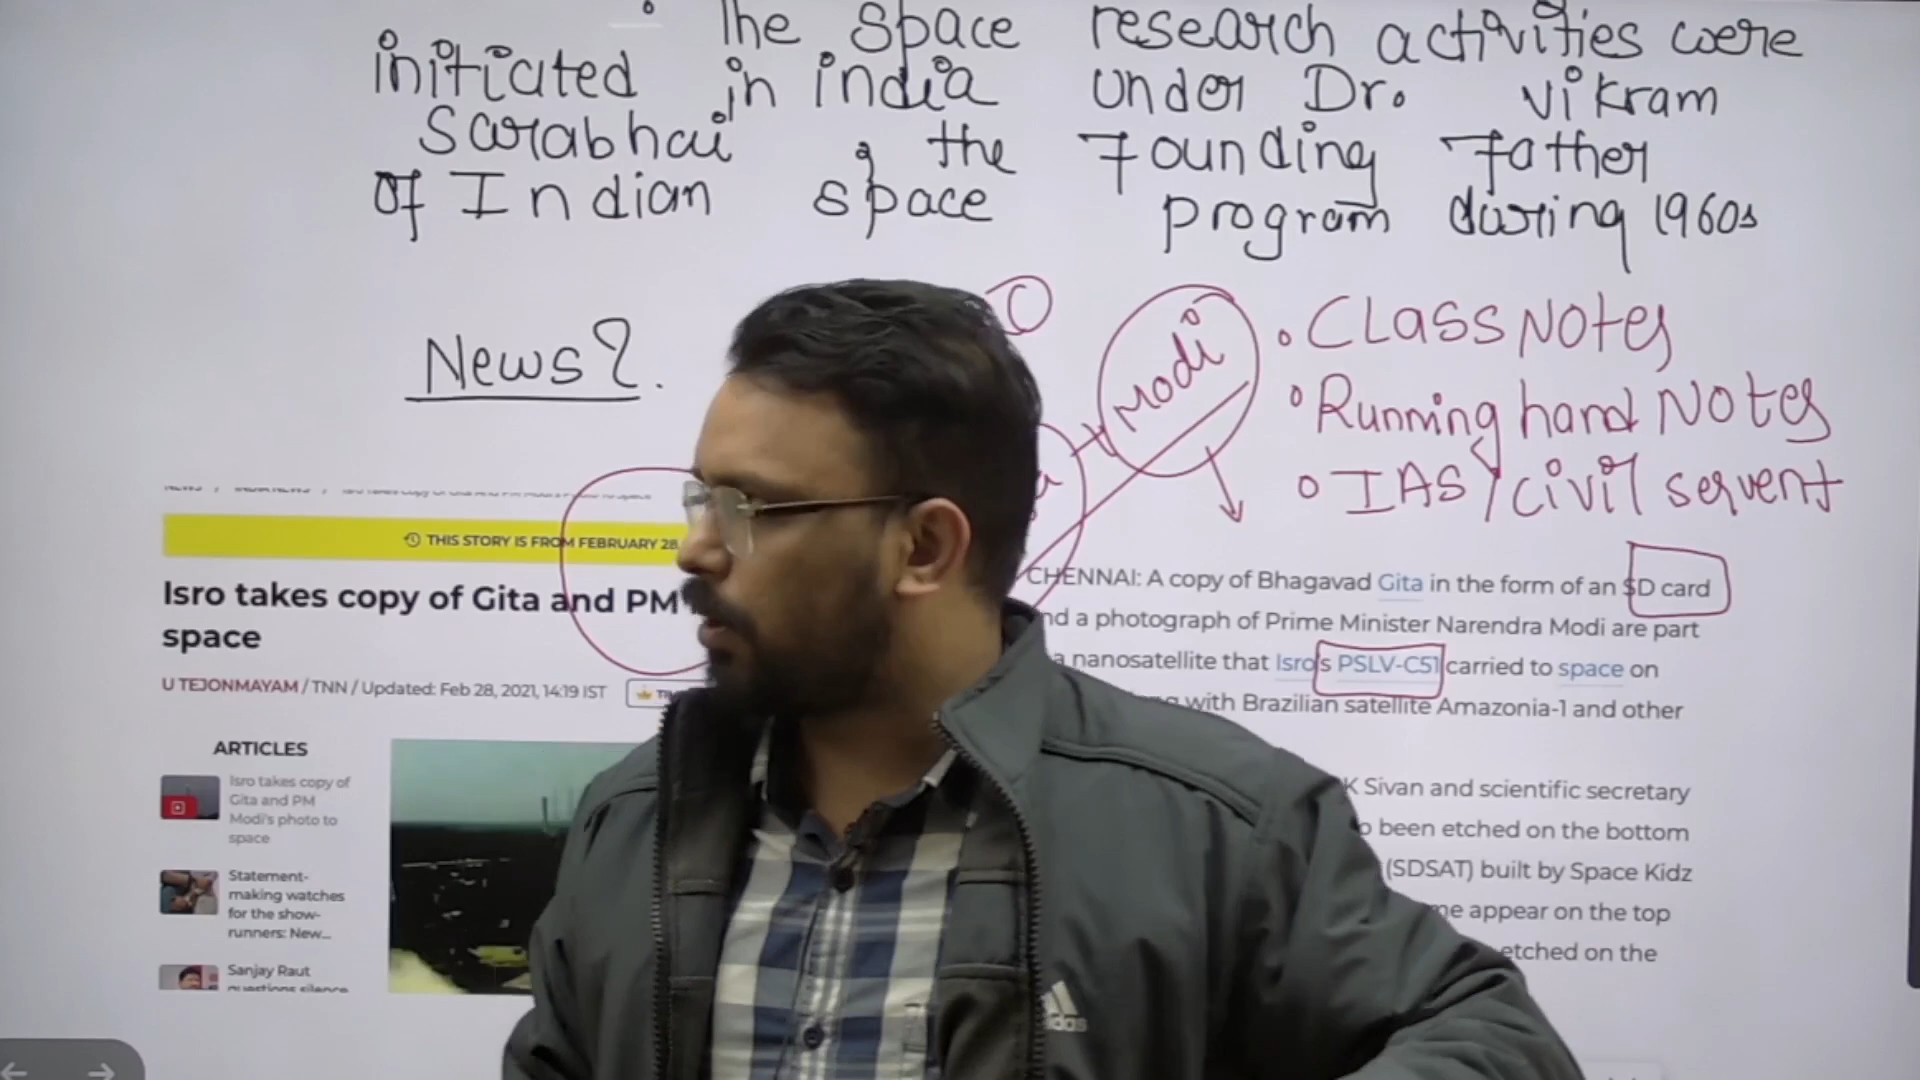 The space research activities were
initiated in india under Dr. Vikram
Sarabhai, the Founding Father
of Indian space program during 1960s
News?.
Modi
• CLASS NOTES
• Running hand NOTES
• IAS / civil servent
THIS STORY IS FROM FEBRUARY 28
Isro takes copy of Gita and PM
space
U TEJONMAYAM / TNN / Updated: Feb 28, 2021, 14:19 IST
ARTICLES
Isro takes copy of
Gita and PM
Modi's photo to
space
Statement-
making watches
for the show-
runners: New...
Sanjay Raut
questions silence
CHENNAI: A copy of Bhagavad Gita in the form of an SD card
nd a photograph of Prime Minister Narendra Modi are part
a nanosatellite that Isro's PSLV-C51 carried to space on
with Brazilian satellite Amazonia-1 and other
K Sivan and scientific secretary
been etched on the bottom
(SDSAT) built by Space Kidz
appear on the top
etched on the
adidas